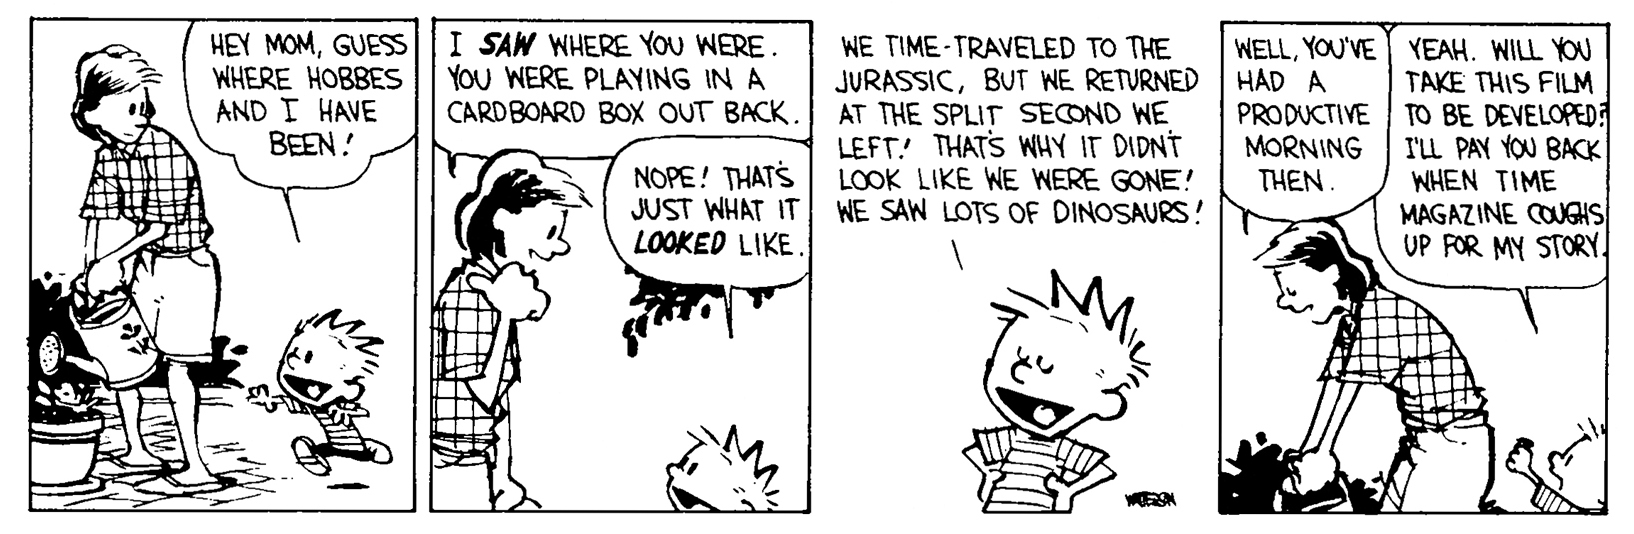 HEY MOM, GUESS
WHERE HOBBES
AND I HAVE
BEEN!
I SAW WHERE YOU WERE.
YOU WERE PLAYING IN A
CARDBOARD BOX OUT BACK.
NOPE! THAT'S
JUST WHAT IT
LOOKED LIKE.
WE TIME-TRAVELED TO THE
JURASSIC, BUT WE RETURNED
AT THE SPLIT SECOND WE
LEFT! THAT'S WHY IT DIDN'T
LOOK LIKE WE WERE GONE!
WE SAW LOTS OF DINOSAURS!
WATTERSON
WELL, YOU'VE
HAD A
PRODUCTIVE
MORNING
THEN.
YEAH. WILL YOU
TAKE THIS FILM
TO BE DEVELOPED?
I'LL PAY YOU BACK
WHEN TIME
MAGAZINE COUGHS
UP FOR MY STORY.